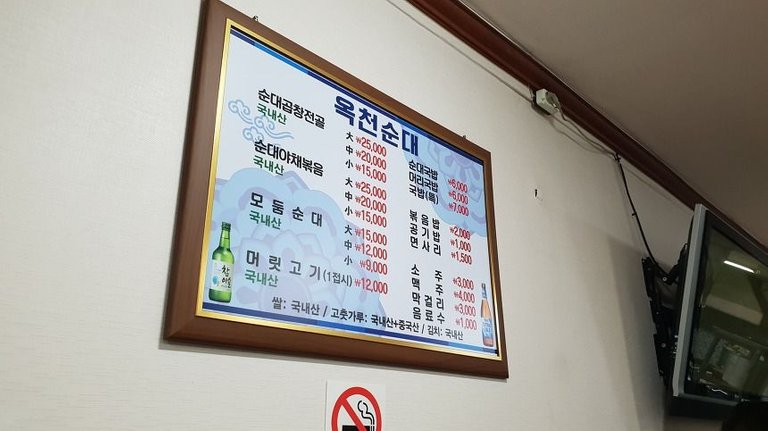 옥천순대
순대곱창전골
국내산
大 ₩25,000
中 ₩20,000
小 ₩15,000
순대야채볶음
국내산
大 ₩25,000
中 ₩20,000
小 ₩15,000
모둠순대
국내산
大 ₩15,000
中 ₩12,000
小 ₩9,000
머릿고기(1접시) ₩12,000
국내산
순대국밥 ₩6,000
머리국밥 ₩6,000
국밥(특) ₩7,000
볶음밥 ₩2,000
공기밥 ₩1,000
면사리 ₩1,500
소주 ₩3,000
맥주 ₩4,000
막걸리 ₩3,000
음료수 ₩1,000
쌀: 국내산 / 고춧가루: 국내산+중국산 / 김치: 국내산